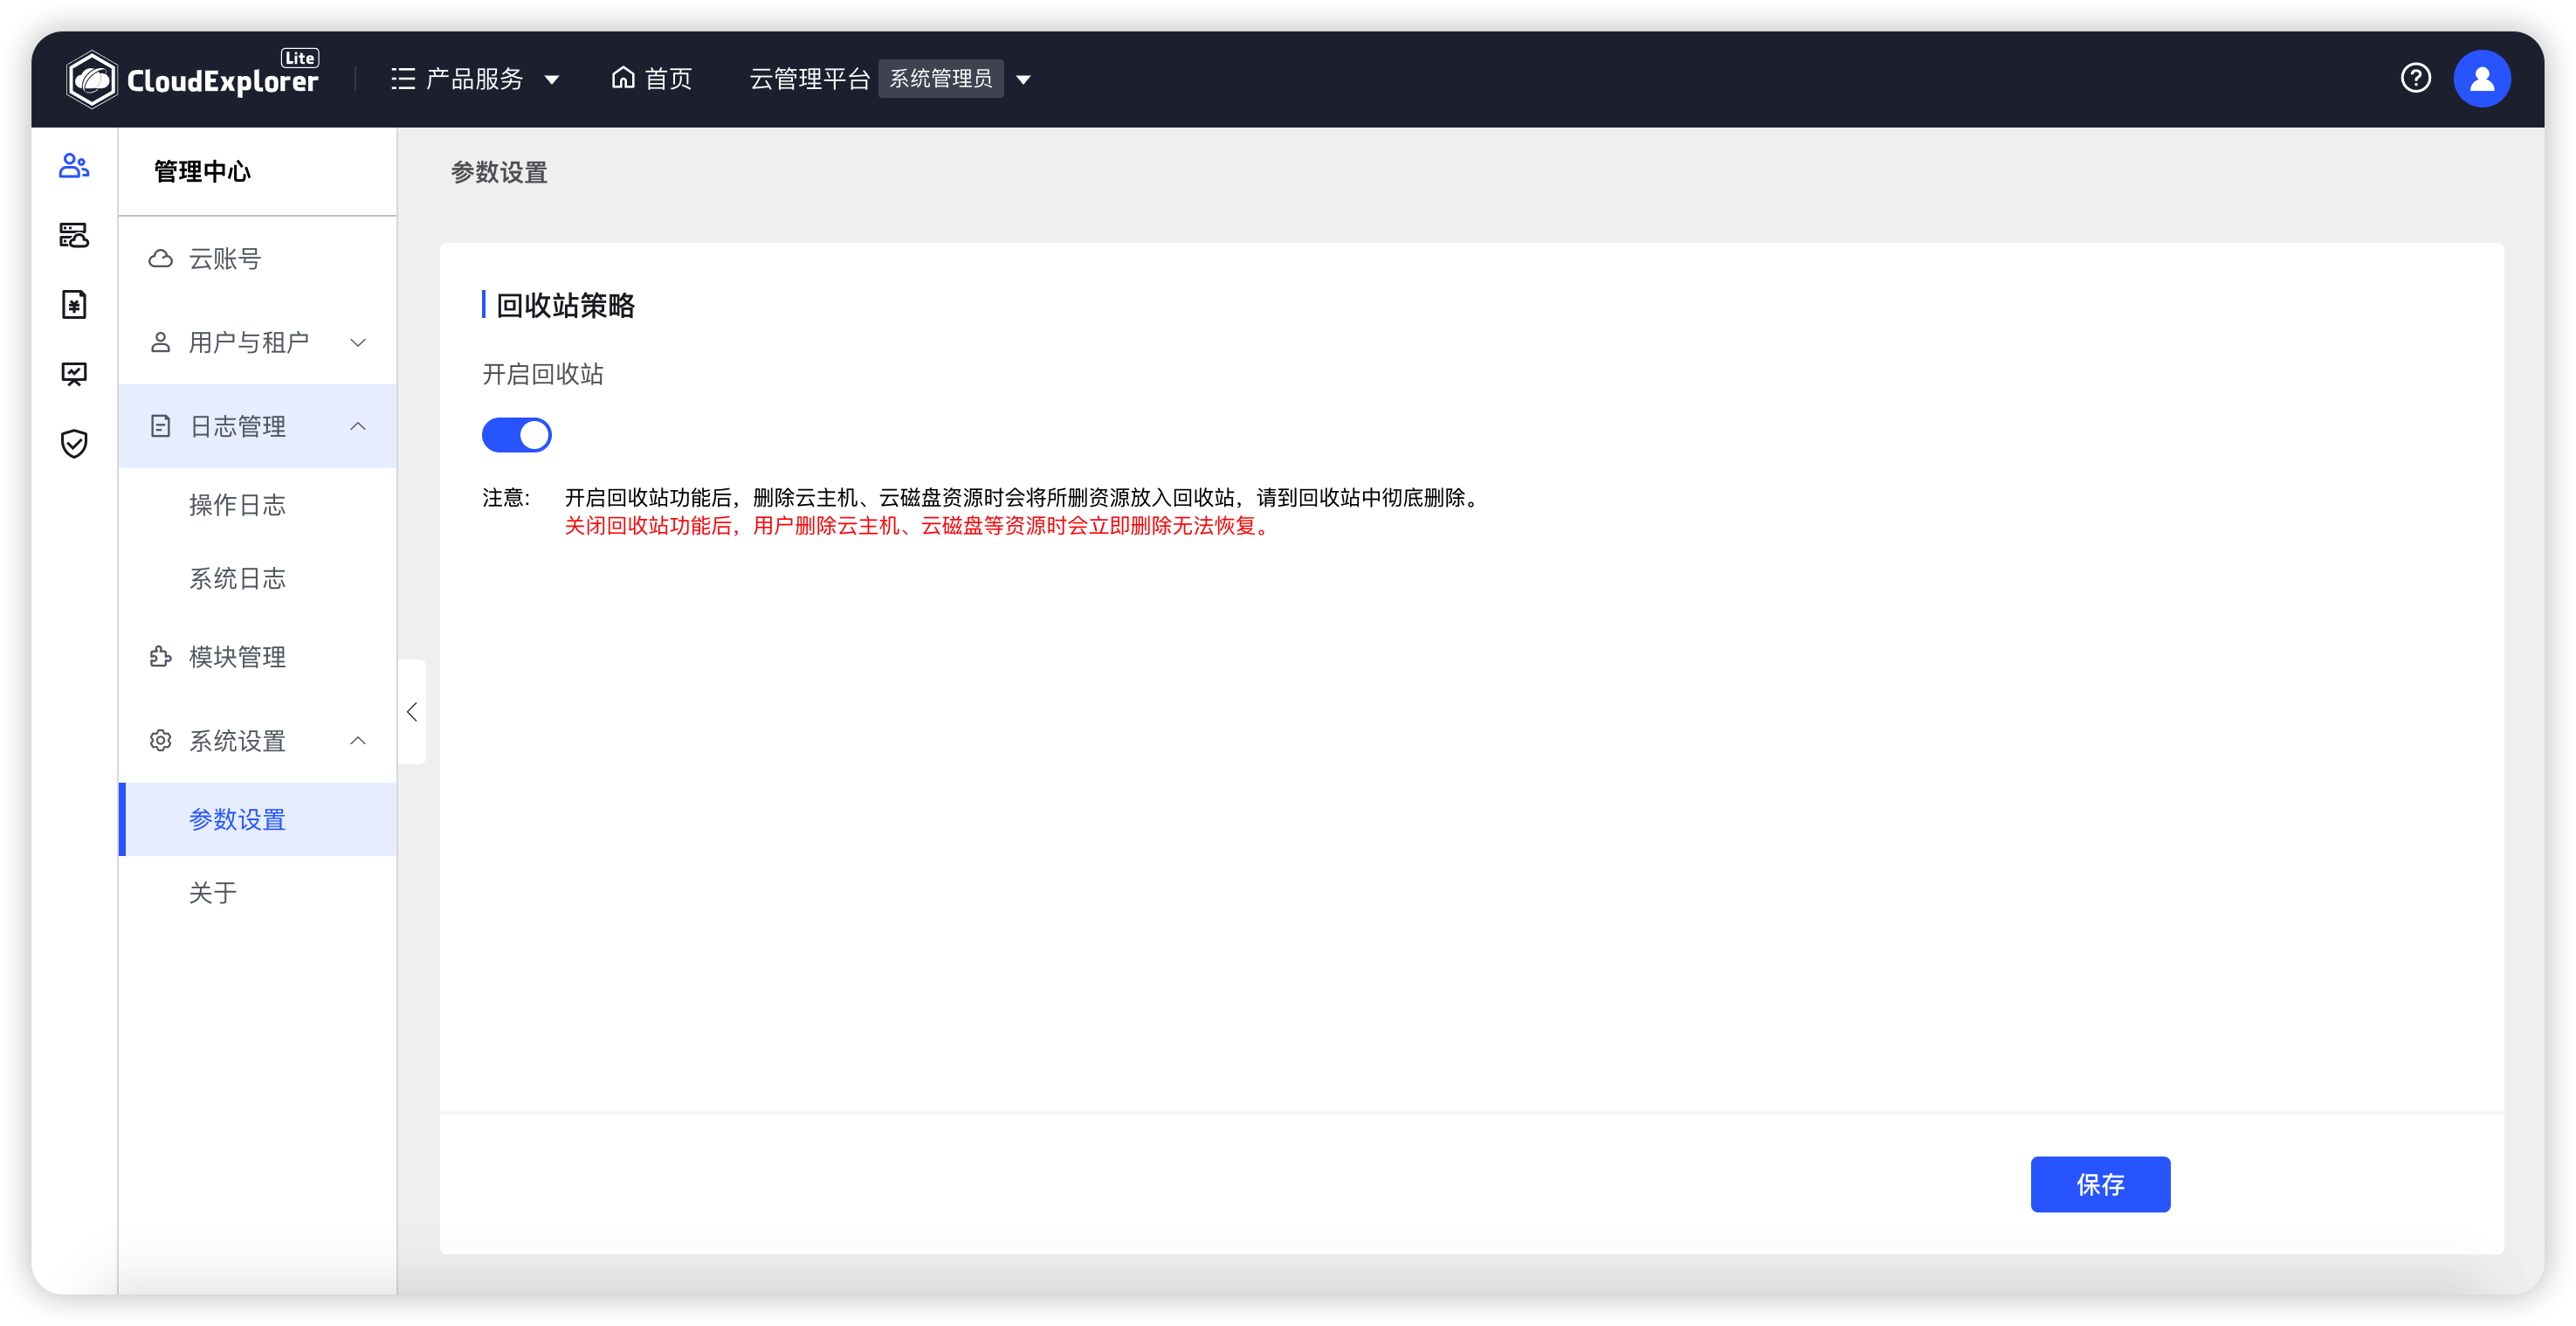 CloudExplorer Lite
产品服务
首页
云管理平台 系统管理员
管理中心
云账号
用户与租户
日志管理
操作日志
系统日志
模块管理
系统设置
参数设置
关于
参数设置
回收站策略
开启回收站
注意: 开启回收站功能后，删除云主机、云磁盘资源时会将所删资源放入回收站，请到回收站中彻底删除。
关闭回收站功能后，用户删除云主机、云磁盘等资源时会立即删除无法恢复。
保存